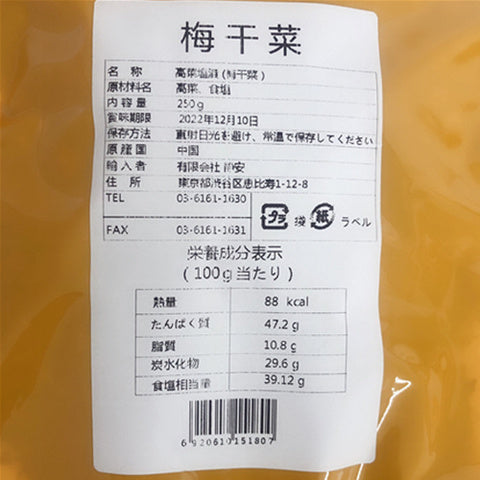 梅干菜
名 称 高菜塩漬(梅干菜)
原材料名 高菜、食塩
内容量 250g
賞味期限 2022年12月10日
保存方法 直射日光を避け、常温で保存してください
原産国 中国
輸入者 有限会社 静安
住 所 東京都渋谷区恵比寿1-12-8
TEL 03-6161-1630
プラ 袋 紙 ラベル
FAX 03-6161-1631
栄養成分表示
(100g当たり)
熱量 88 kcal
たんぱく質 47.2 g
脂質 10.8 g
炭水化物 29.6 g
食塩相当量 39.12 g
6920610151807